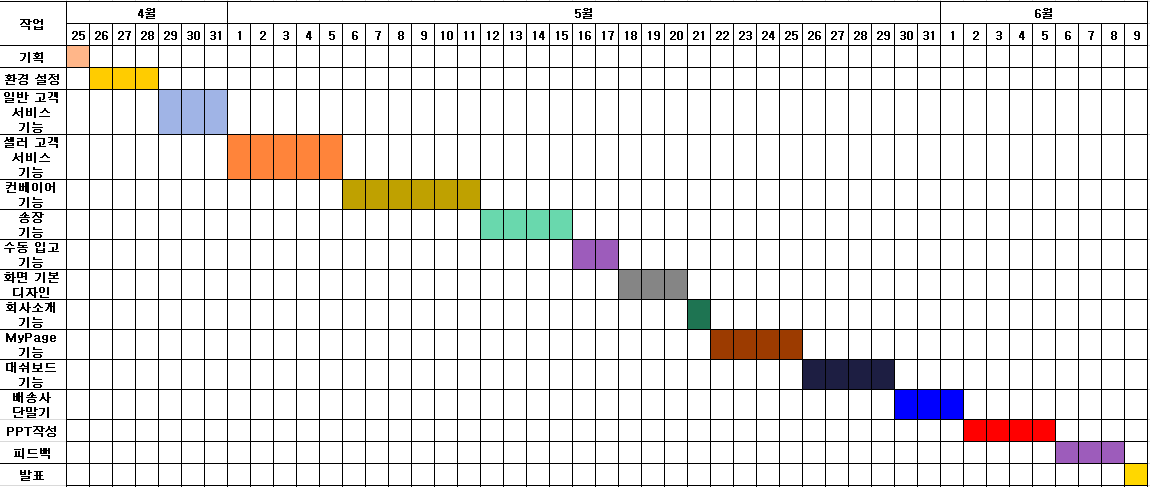 작업 4월 5월 6월
25 26 27 28 29 30 31 1 2 3 4 5 6 7 8 9 10 11 12 13 14 15 16 17 18 19 20 21 22 23 24 25 26 27 28 29 30 31 1 2 3 4 5 6 7 8 9
기획
환경 설정
일반 고객
서비스
기능
셀러 고객
서비스
기능
컨베이어
기능
송장
기능
수동 입고
기능
화면 기본
디자인
회사소개
기능
MyPage
기능
대쉬보드
기능
배송사
단말기
PPT작성
피드백
발표